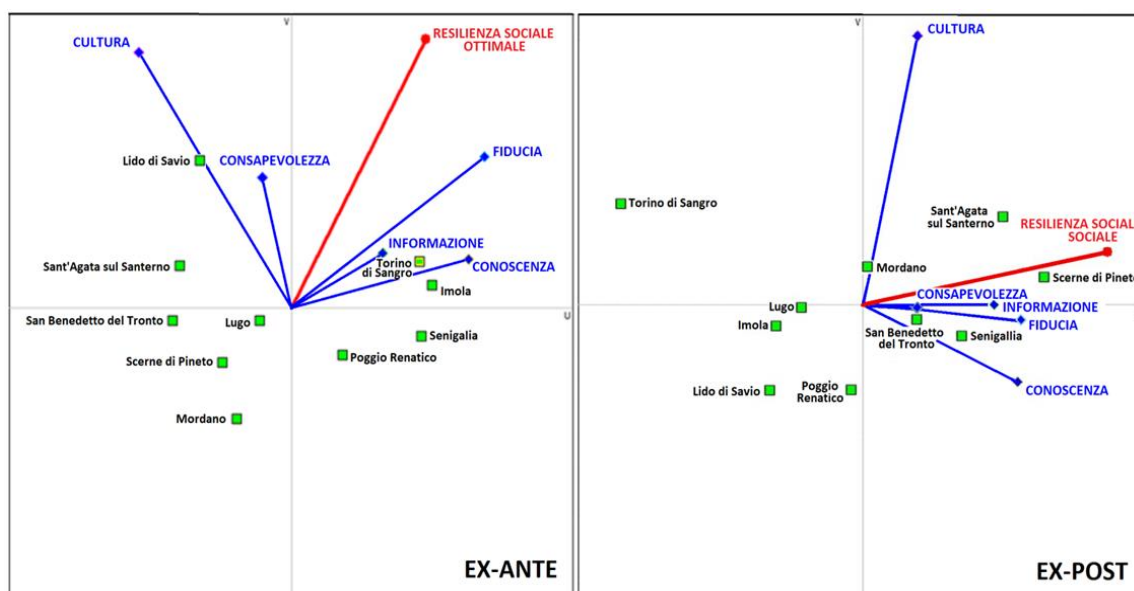 V
CULTURA
RESILIENZA SOCIALE
OTTIMALE
Lido di Savio
CONSAPEVOLEZZA
FIDUCIA
INFORMAZIONE
Torino
di Sangro
CONOSCENZA
Sant'Agata sul Santerno
Imola
U
San Benedetto del Tronto
Lugo
Senigalia
Scerne di Pineto
Poggio Renatico
Mordano
EX-ANTE
V
CULTURA
Torino di Sangro
Sant'Agata
sul Santerno
RESILIENZA SOCIAL
SOCIALE
Mordano
Scerne di Pineto
CONSAPEVOLEZZA
Lugo
INFORMAZIONE
Imola
FIDUCIA
San Benedetto
del Tronto
Senigallia
CONOSCENZA
Lido di Savio
Poggio
Renatico
EX-POST